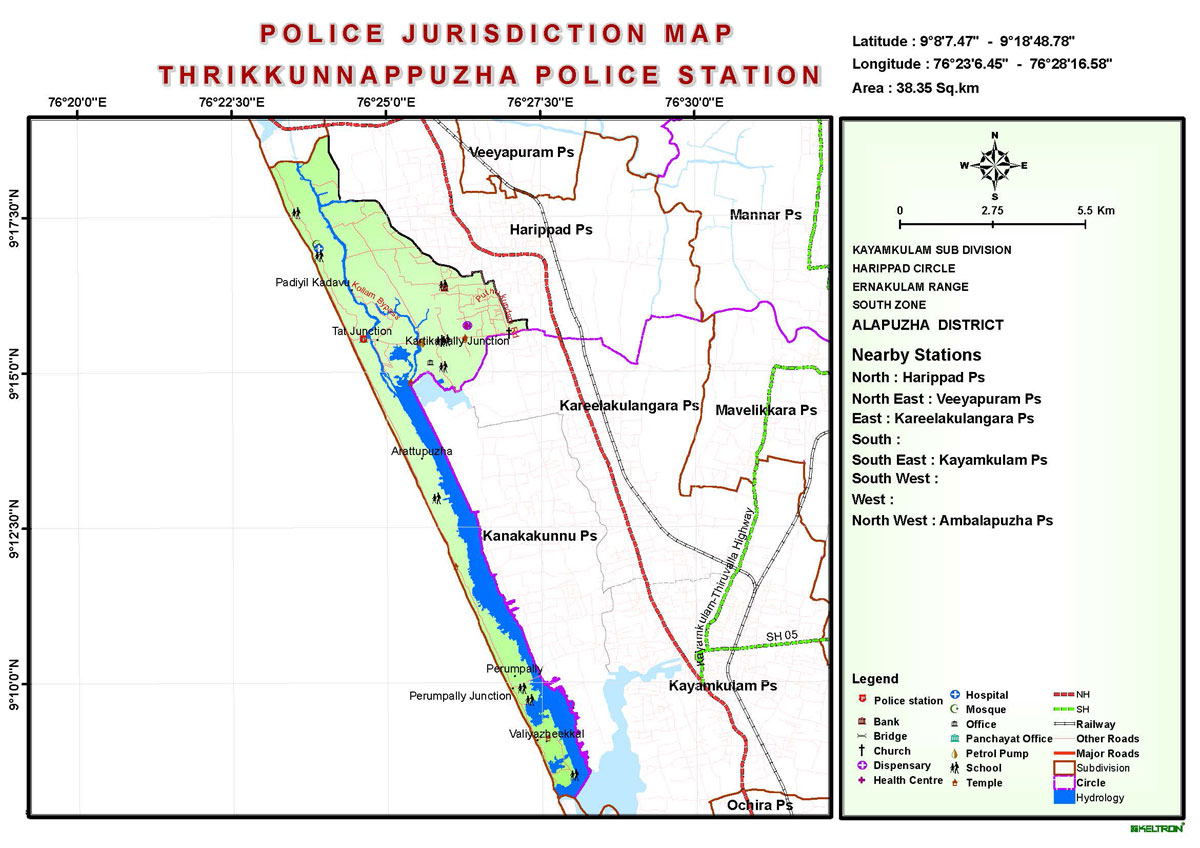 POLICE JURISDICTION MAP
THRIKKUNNAPPUZHA POLICE STATION
Latitude : 9°8'7.47" - 9°18'48.78"
Longitude : 76°23'6.45" - 76°28'16.58"
Area : 38.35 Sq.km
76°20'0"E
76°22'30"E
76°25'0"E
76°27'30"E
76°30'0"E
9°17'30"N
9°15'0"N
9°12'30"N
9°10'0"N
Veeyapuram Ps
Mannar Ps
Harippad Ps
Padiyil Kadavu
Kollam Bypass
Tat Junction
Kartikapally Junction
Kareelakulangara Ps
Mavelikkara Ps
Arattupuzha
Kanakakunnu Ps
Kayamkulam-Thiruvalla Highway
SH 05
Perumpally
Perumpally Junction
Kayamkulam Ps
Valiyazheekkal
Ochira Ps
N
W
E
S
0
2.75
5.5 Km
KAYAMKULAM SUB DIVISION
HARIPPAD CIRCLE
ERNAKULAM RANGE
SOUTH ZONE
ALAPUZHA DISTRICT
Nearby Stations
North : Harippad Ps
North East : Veeyapuram Ps
East : Kareelakulangara Ps
South :
South East : Kayamkulam Ps
South West :
West :
North West : Ambalapuzha Ps
Legend
Police station
Bank
Bridge
Church
Dispensary
Health Centre
Hospital
Mosque
Office
Panchayat Office
Petrol Pump
School
Temple
NH
SH
Railway
Other Roads
Major Roads
Subdivision
Circle
Hydrology
KELTRON